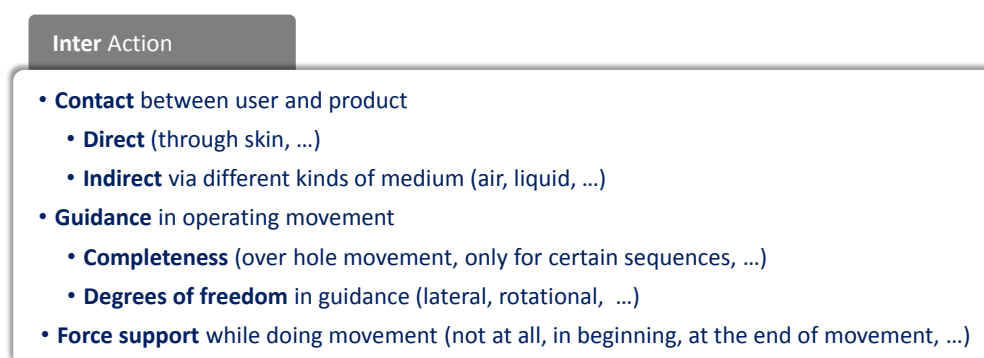 Inter Action
• Contact between user and product
• Direct (through skin, …)
• Indirect via different kinds of medium (air, liquid, …)
• Guidance in operating movement
• Completeness (over hole movement, only for certain sequences, …)
• Degrees of freedom in guidance (lateral, rotational, …)
• Force support while doing movement (not at all, in beginning, at the end of movement, …)